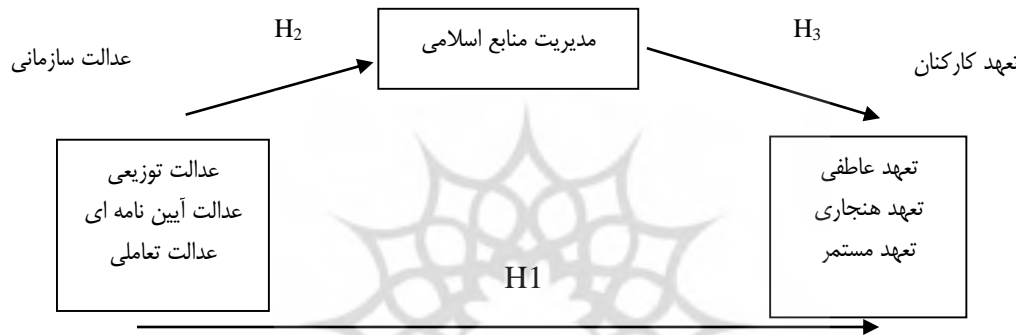 H₂
مدیریت منابع اسلامی
H₃
عدالت سازمانی
تعهد کارکنان
عدالت توزیعی
عدالت آیین نامه ای
عدالت تعاملی
تعهد عاطفی
تعهد هنجاری
تعهد مستمر
H1